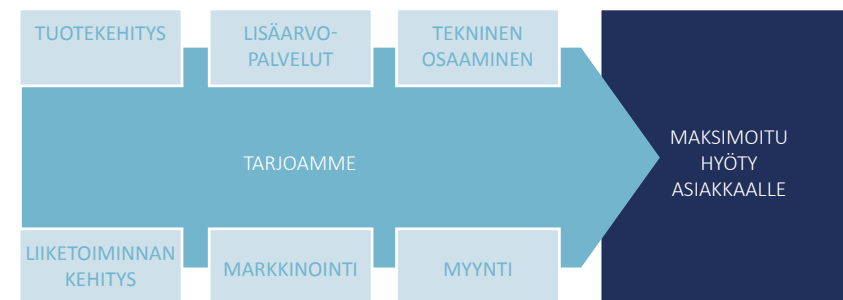 TUOTEKEHITYS
LISÄARVO-
PALVELUT
TEKNINEN
OSAAMINEN
TARJOAMME
MAKSIMOITU
HYÖTY
ASIAKKAALLE
LIIKETOIMINNAN
KEHITYS
MARKKINOINTI
MYYNTI